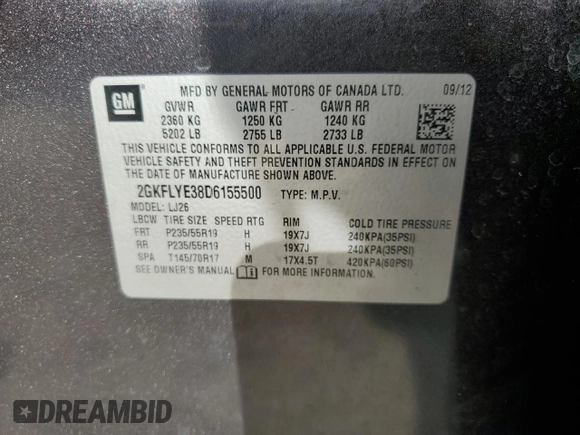 GM
MFD BY GENERAL MOTORS OF CANADA LTD. 09/12
GVWR GAWR FRT GAWR RR
2360 KG 1250 KG 1240 KG
5202 LB 2755 LB 2733 LB
THIS VEHICLE CONFORMS TO ALL APPLICABLE U.S. FEDERAL MOTOR
VEHICLE SAFETY AND THEFT PREVENTION STANDARDS IN EFFECT ON
THE DATE OF MANUFACTURE SHOWN ABOVE.
2GKFLYE38D6155500 TYPE: M.P.V.
MODEL: LJ26
LBCW TIRE SIZE SPEED RTG RIM COLD TIRE PRESSURE
FRT P235/55R19 H 19X7J 240KPA(35PSI)
RR P235/55R19 H 19X7J 240KPA(35PSI)
SPA T145/70R17 M 17X4.5T 420KPA(60PSI)
SEE OWNER'S MANUAL FOR MORE INFORMATION.
DREAMBID